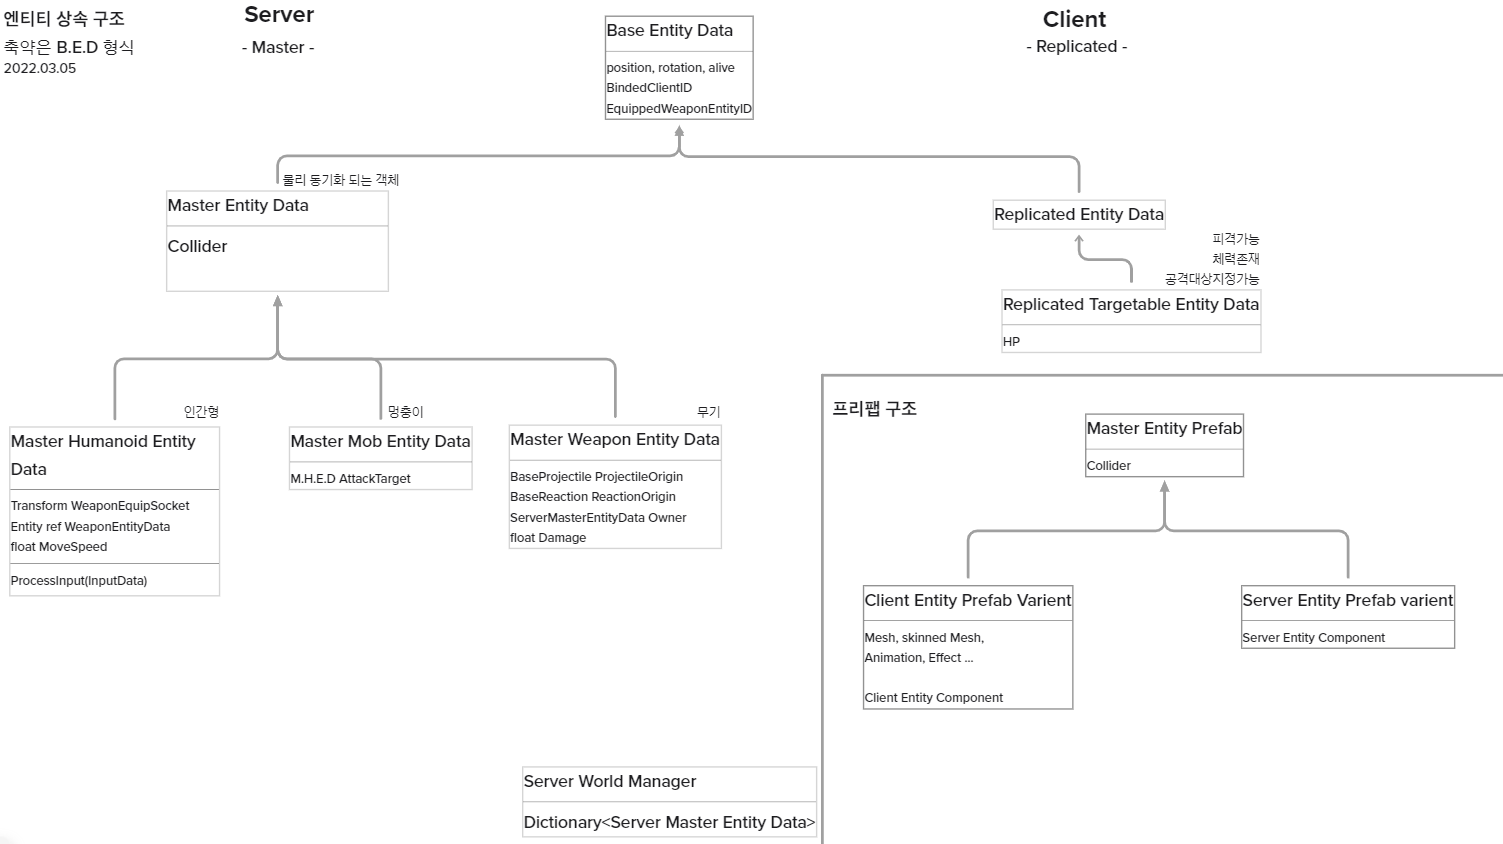 엔티티 상속 구조
축약은 B.E.D 형식
2022.03.05
Server
- Master -
Base Entity Data
position, rotation, alive
BindedClientID
EquippedWeaponEntityID
Client
- Replicated -
물리 동기화 되는 객체
Master Entity Data
Collider
Replicated Entity Data
피격가능
체력존재
공격대상지정가능
Replicated Targetable Entity Data
HP
인간형
Master Humanoid Entity
Data
Transform WeaponEquipSocket
Entity ref WeaponEntityData
float MoveSpeed
ProcessInput(InputData)
멍충이
Master Mob Entity Data
M.H.E.D AttackTarget
무기
Master Weapon Entity Data
BaseProjectile ProjectileOrigin
BaseReaction ReactionOrigin
ServerMasterEntityData Owner
float Damage
프리팹 구조
Master Entity Prefab
Collider
Client Entity Prefab Varient
Mesh, skinned Mesh,
Animation, Effect ...
Client Entity Component
Server Entity Prefab varient
Server Entity Component
Server World Manager
Dictionary<Server Master Entity Data>